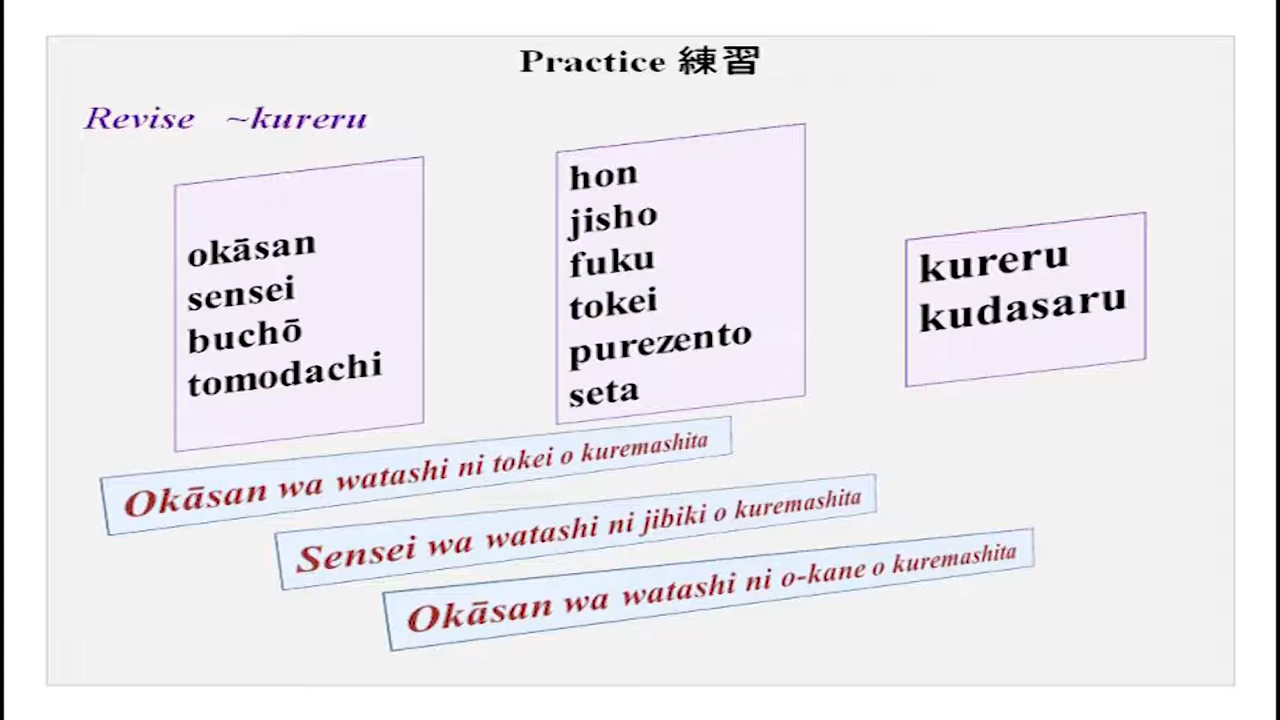 Practice 練習
Revise ~kureru
okāsan
sensei
buchō
tomodachi
hon
jisho
fuku
tokei
purezento
seta
kureru
kudasaru
Okāsan wa watashi ni tokei o kuremashita
Sensei wa watashi ni jibiki o kuremashita
Okāsan wa watashi ni o-kane o kuremashita